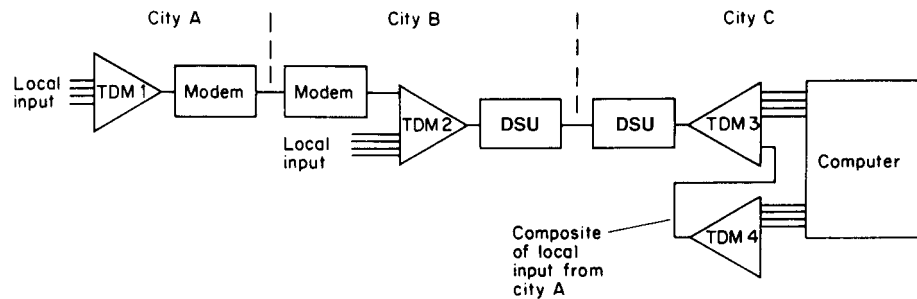 City A
City B
City C
Local
input
TDM 1
Modem
Modem
Local
input
TDM 2
DSU
DSU
TDM 3
Computer
TDM 4
Composite
of local
input from
city A